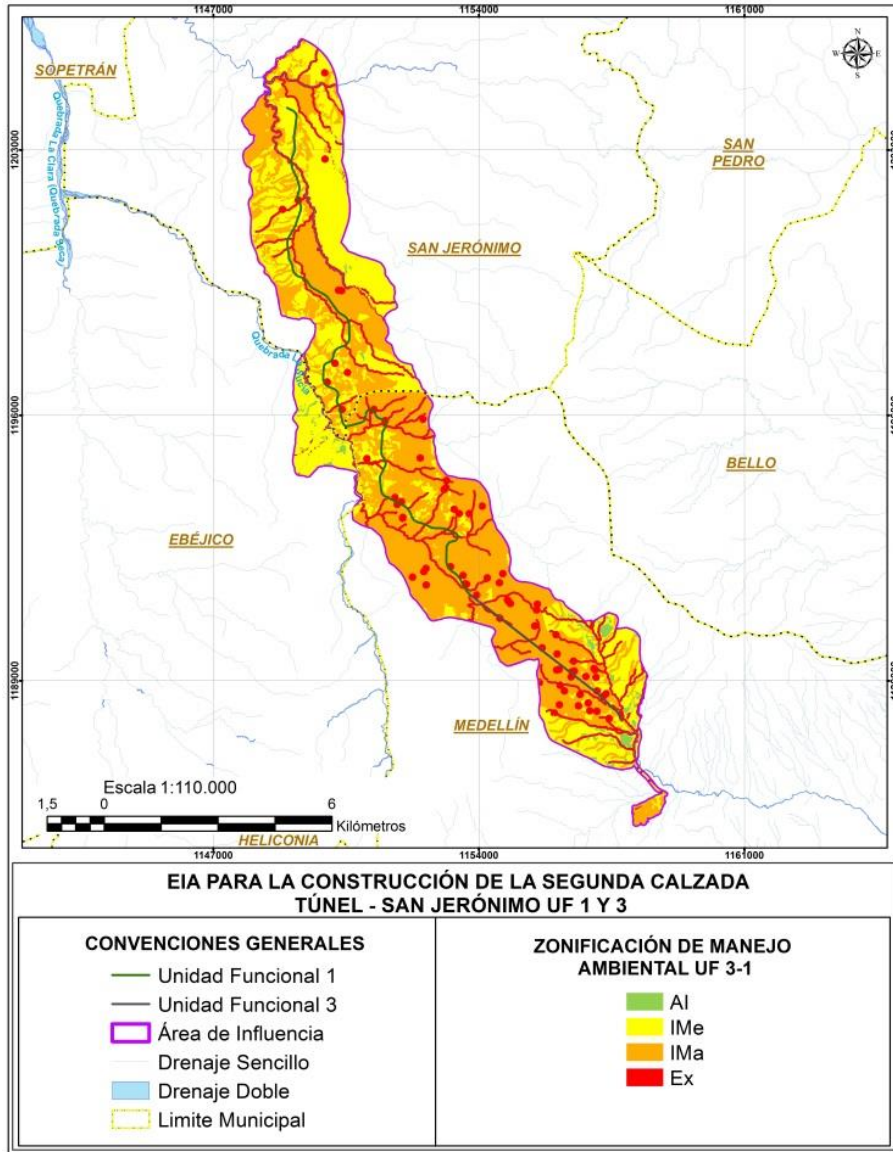 1147000
1154000
1161000
SOPETRÁN
N
W
E
S
Quebrada La Clara (Quebrada Seca)
1203000
SAN
PEDRO
SAN JERÓNIMO
1196000
BELLO
EBÉJICO
1189000
MEDELLÍN
Escala 1:110.000
1,5 0 6
Kilómetros
HELICONIA
1147000
1154000
1161000
EIA PARA LA CONSTRUCCIÓN DE LA SEGUNDA CALZADA
TÚNEL - SAN JERÓNIMO UF 1 Y 3
CONVENCIONES GENERALES
Unidad Funcional 1
Unidad Funcional 3
Área de Influencia
Drenaje Sencillo
Drenaje Doble
Limite Municipal
ZONIFICACIÓN DE MANEJO
AMBIENTAL UF 3-1
AI
IMe
IMa
Ex